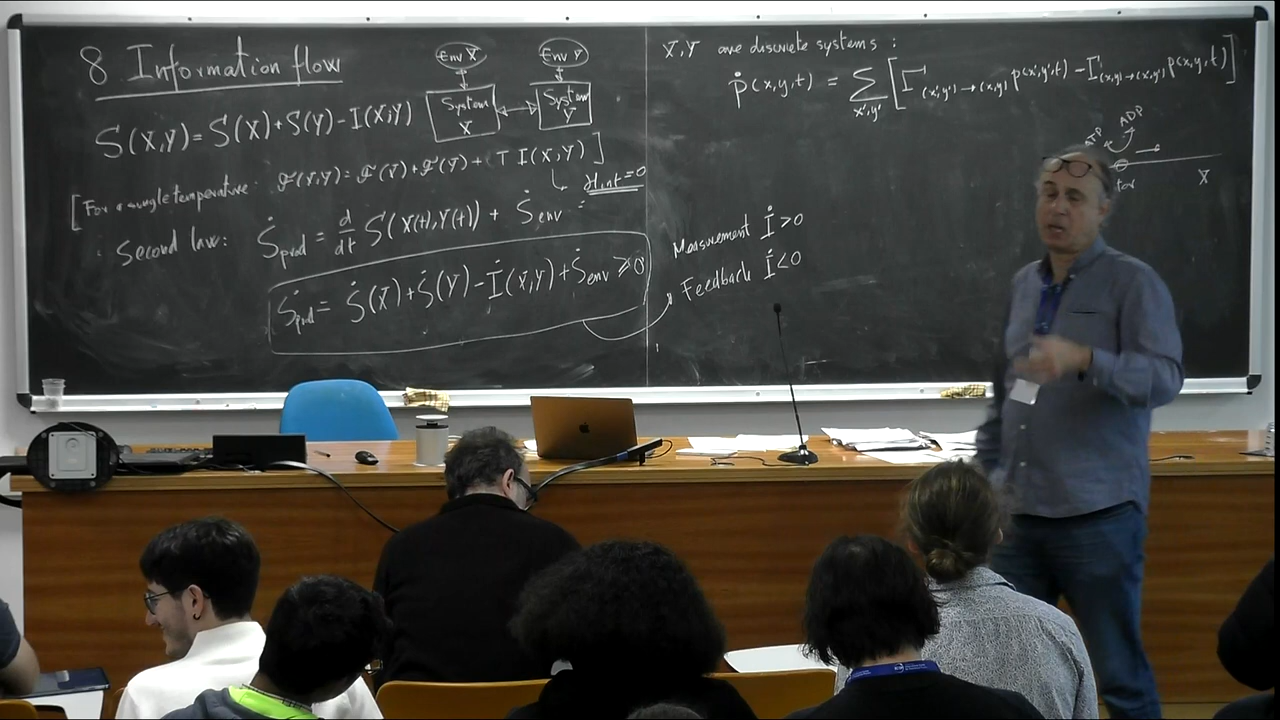 8 Information flow
Env X
Env Y
System X
System Y
S(X,Y) = S(X) + S(Y) - I(X;Y)
[For a single temperature: ℱ(X,Y) = ℱ(X) + ℱ(Y) + T I(X;Y)]
H_int = 0
Second law: Ṡ_prod = d/dt S(X(t),Y(t)) + Ṡ_env =
Ṡ_prod = Ṡ(X) + Ṡ(Y) - İ(X;Y) + Ṡ_env ≥ 0
Measurement İ > 0
Feedback İ < 0
X,Y are discrete systems:
ṗ(x,y,t) = Σ_{x',y'} [Γ_{(x',y')→(x,y)} p(x',y',t) - Γ_{(x,y)→(x',y')} p(x,y,t)]
ADP
X